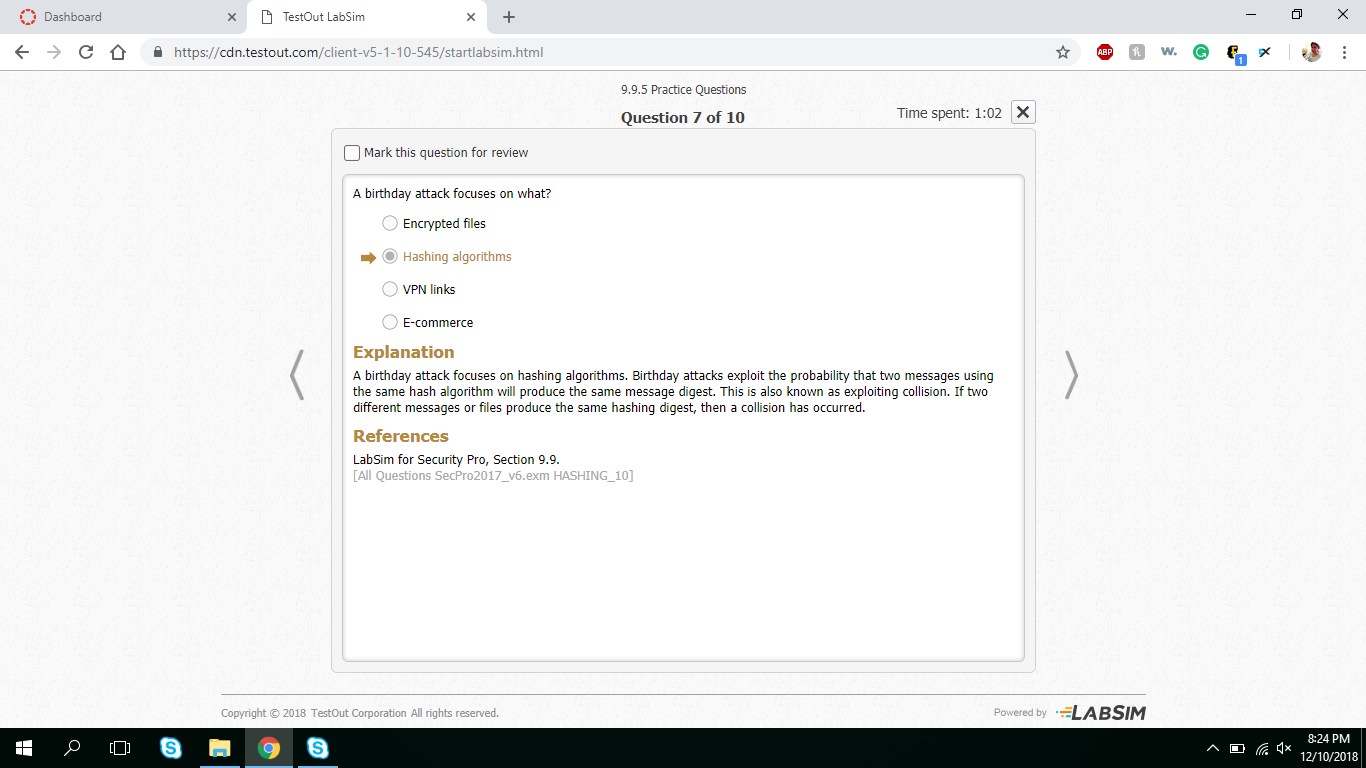 Dashboard
TestOut LabSim
https://cdn.testout.com/client-v5-1-10-545/startlabsim.html
ABP
w.
1
9.9.5 Practice Questions
Question 7 of 10
Time spent: 1:02
Mark this question for review
A birthday attack focuses on what?
Encrypted files
Hashing algorithms
VPN links
E-commerce
Explanation
A birthday attack focuses on hashing algorithms. Birthday attacks exploit the probability that two messages using
the same hash algorithm will produce the same message digest. This is also known as exploiting collision. If two
different messages or files produce the same hashing digest, then a collision has occurred.
References
LabSim for Security Pro, Section 9.9.
[All Questions SecPro2017_v6.exm HASHING_10]
Copyright © 2018 TestOut Corporation All rights reserved.
Powered by LABSIM
8:24 PM
12/10/2018